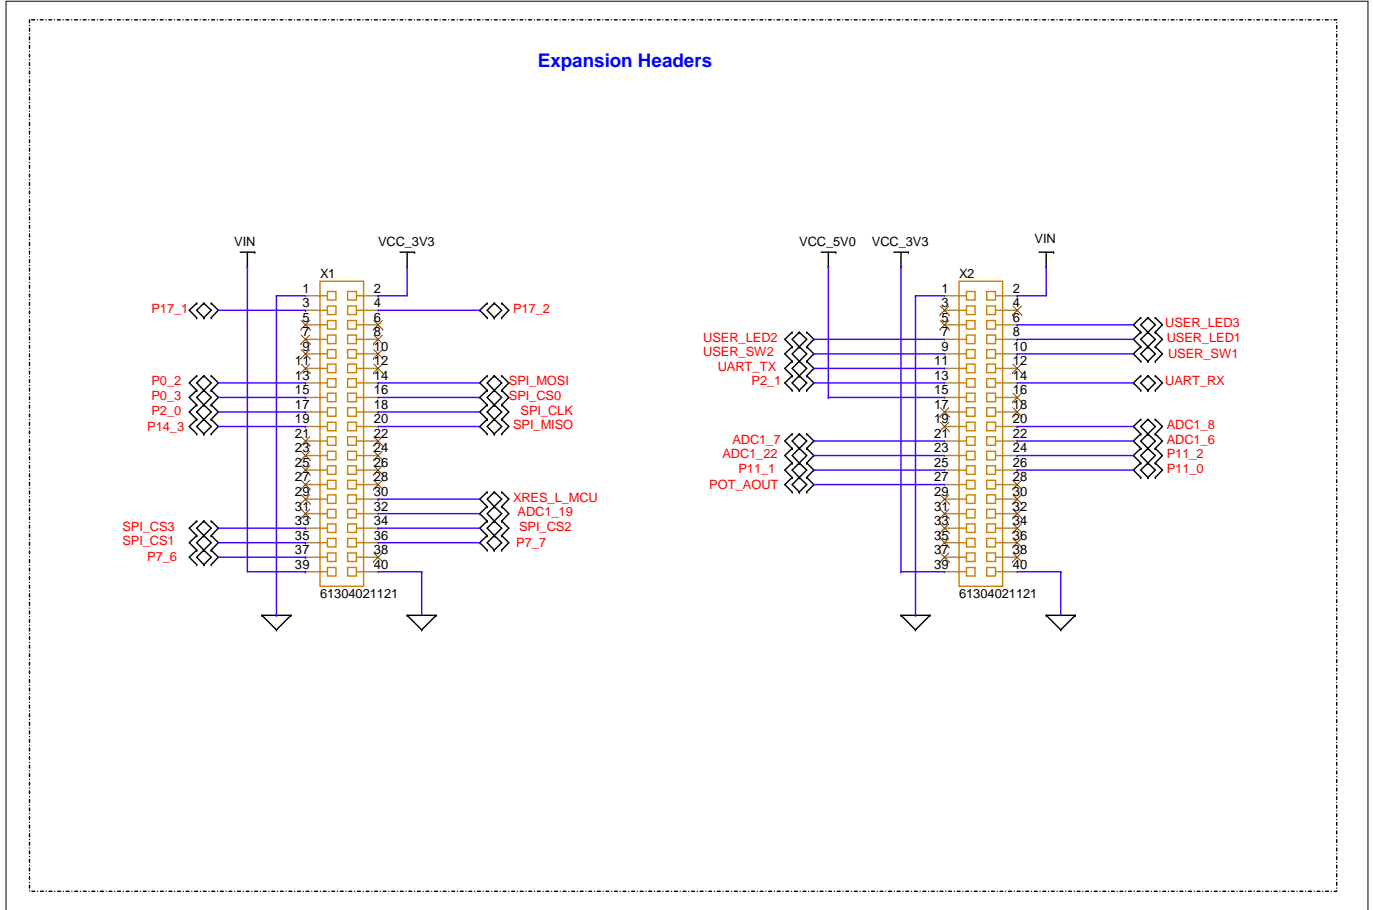 Expansion Headers
VIN VCC_3V3 VCC_5V0 VCC_3V3 VIN
X1
1 2
P17_1 3 4 P17_2
5 6
7 8
9 10
11 12
P0_2 13 14 SPI_MOSI
P0_3 15 16 SPI_CS0
P2_0 17 18 SPI_CLK
P14_3 19 20 SPI_MISO
21 22
23 24
25 26
27 28
29 30 XRES_L_MCU
31 32 ADC1_19
SPI_CS3 33 34 SPI_CS2
SPI_CS1 35 36 P7_7
P7_6 37 38
39 40
61304021121
X2
1 2
3 4
5 6 USER_LED3
USER_LED2 7 8 USER_LED1
USER_SW2 9 10 USER_SW1
UART_TX 11 12
P2_1 13 14 UART_RX
15 16
17 18
19 20 ADC1_8
ADC1_7 21 22 ADC1_6
ADC1_22 23 24 P11_2
P11_1 25 26 P11_0
POT_AOUT 27 28
29 30
31 32
33 34
35 36
37 38
39 40
61304021121